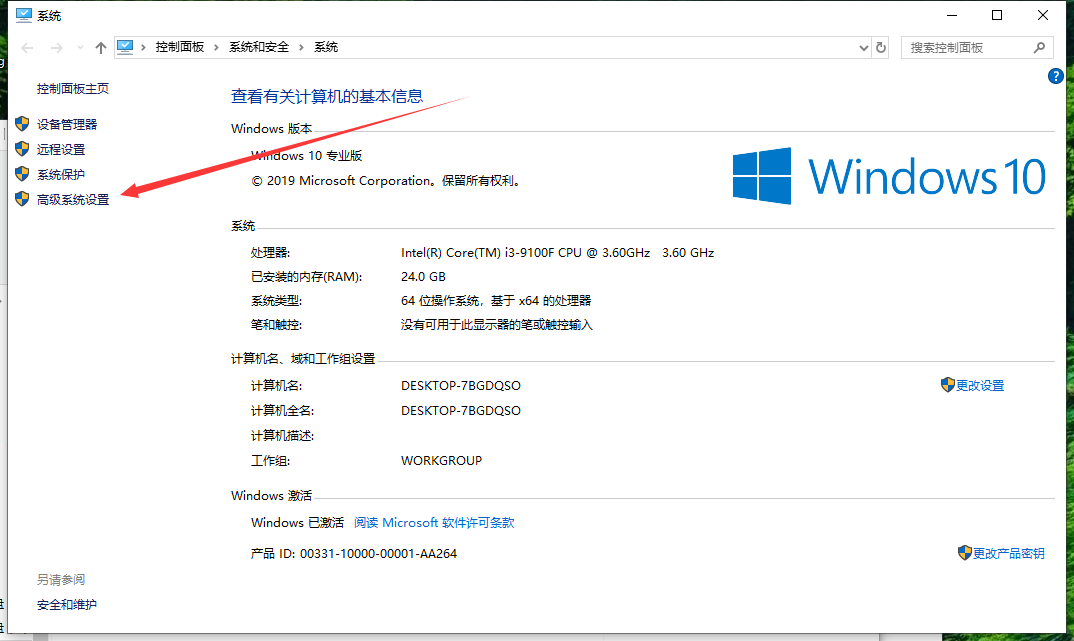 系统
控制面板 系统和安全 系统
搜索控制面板
控制面板主页
设备管理器
远程设置
系统保护
高级系统设置
查看有关计算机的基本信息
Windows 版本
Windows 10 专业版
© 2019 Microsoft Corporation。保留所有权利。
Windows 10
系统
处理器: Intel(R) Core(TM) i3-9100F CPU @ 3.60GHz 3.60 GHz
已安装的内存(RAM): 24.0 GB
系统类型: 64 位操作系统, 基于 x64 的处理器
笔和触控: 没有可用于此显示器的笔或触控输入
计算机名、域和工作组设置
计算机名: DESKTOP-7BGDQSO
更改设置
计算机全名: DESKTOP-7BGDQSO
计算机描述:
工作组: WORKGROUP
Windows 激活
Windows 已激活 阅读 Microsoft 软件许可条款
产品 ID: 00331-10000-00001-AA264
更改产品密钥
另请参阅
安全和维护